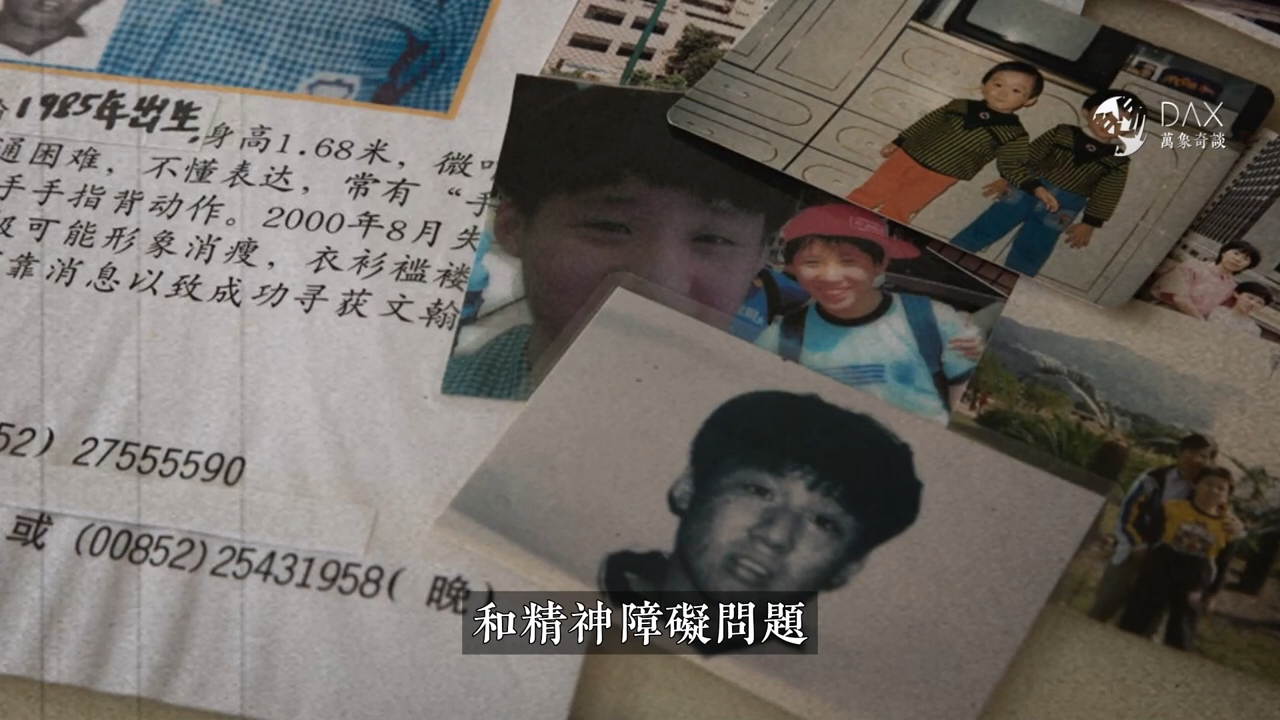 1985年出生,身高1.68米，微
通困难，不懂表达，常有“手
手手指背动作。2000年8月失
可能形象消瘦，衣衫褴褛
靠消息以致成功寻获文翰
52) 27555590
或 (00852)25431958( 晚)
DAX
萬象奇談
和精神障礙問題